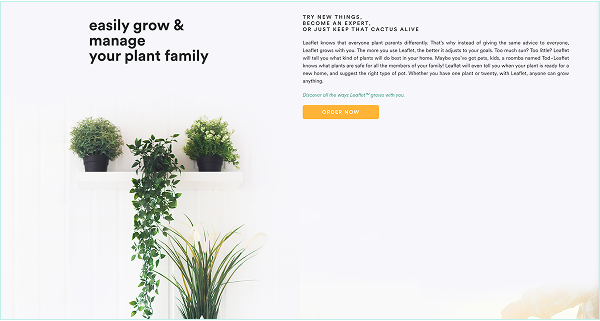 easily grow &
manage
your plant family
TRY NEW THINGS,
BECOME AN EXPERT,
OR JUST KEEP THAT CACTUS ALIVE
Leaflet knows that everyone plant parents differently. That's why instead of giving the same advice to everyone,
Leaflet grows with you. The more you use Leaflet, the better it adjusts to your goals. Too much sun? Too little? Leaflet
will tell you what kind of plants will do best in your home. Maybe you've got pets, kids, a roomba named Tod–Leaflet
knows what plants are safe for all the members of your family! Leaflet will even tell you when your plant is ready for a
new home, and suggest the right type of pot. Whether you have one plant or twenty, with Leaflet, anyone can grow
anything.
Discover all the ways Leaflet™ grows with you.
ORDER NOW